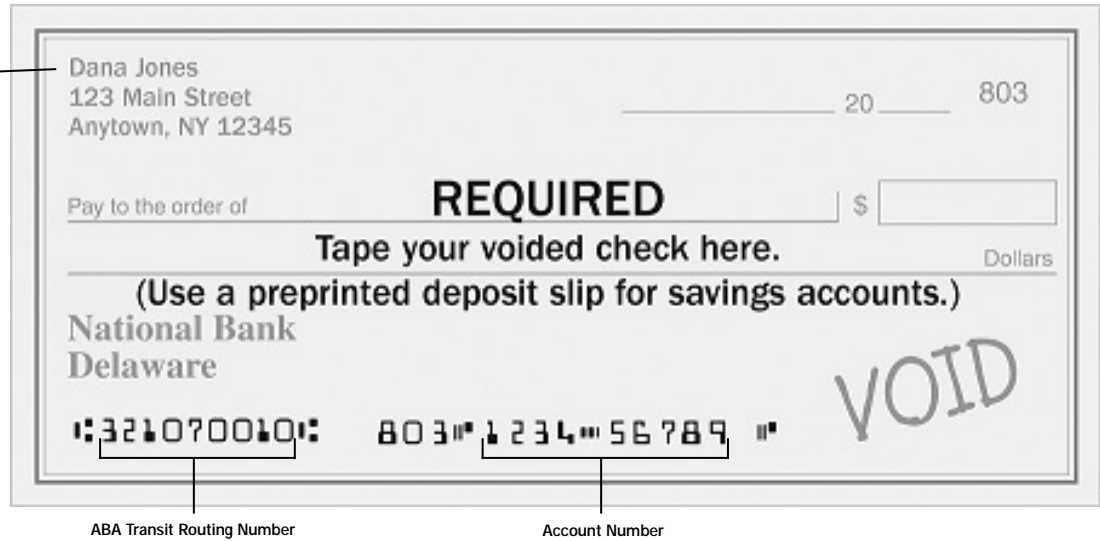 Dana Jones
123 Main Street
Anytown, NY 12345
20 803
Pay to the order of REQUIRED $
Tape your voided check here.
Dollars
(Use a preprinted deposit slip for savings accounts.)
National Bank
Delaware
VOID
⑆321070010⑆ 803⑈1234⑉56789 ⑈
ABA Transit Routing Number Account Number